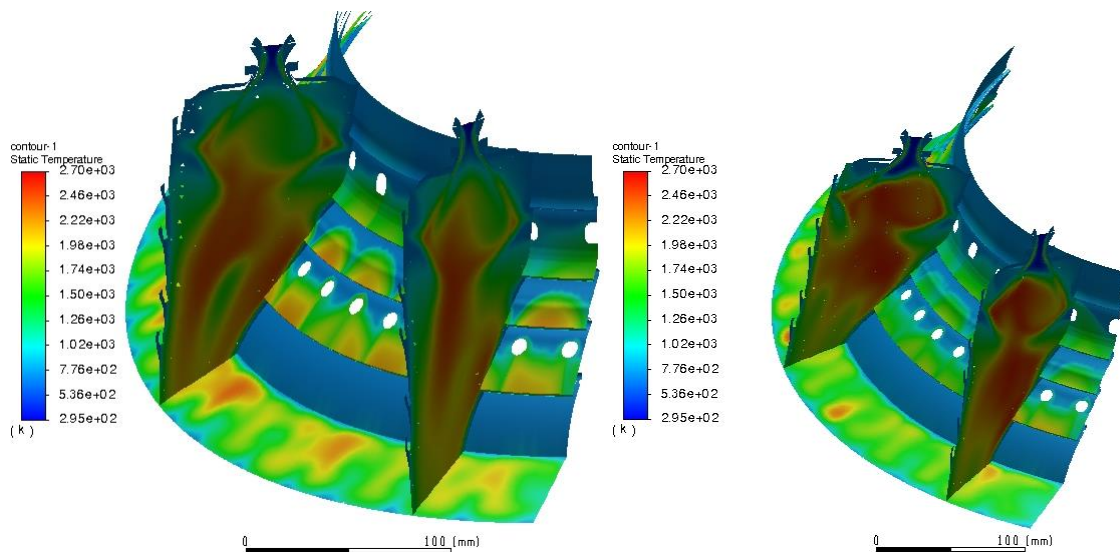 contour-1
Static Temperature
2.70e+03
2.46e+03
2.22e+03
1.98e+03
1.74e+03
1.50e+03
1.26e+03
1.02e+03
7.76e+02
5.36e+02
2.95e+02
(k)
0 100 (mm)
contour-1
Static Temperature
2.70e+03
2.46e+03
2.22e+03
1.98e+03
1.74e+03
1.50e+03
1.26e+03
1.02e+03
7.76e+02
5.36e+02
2.95e+02
(k)
0 100 (mm)